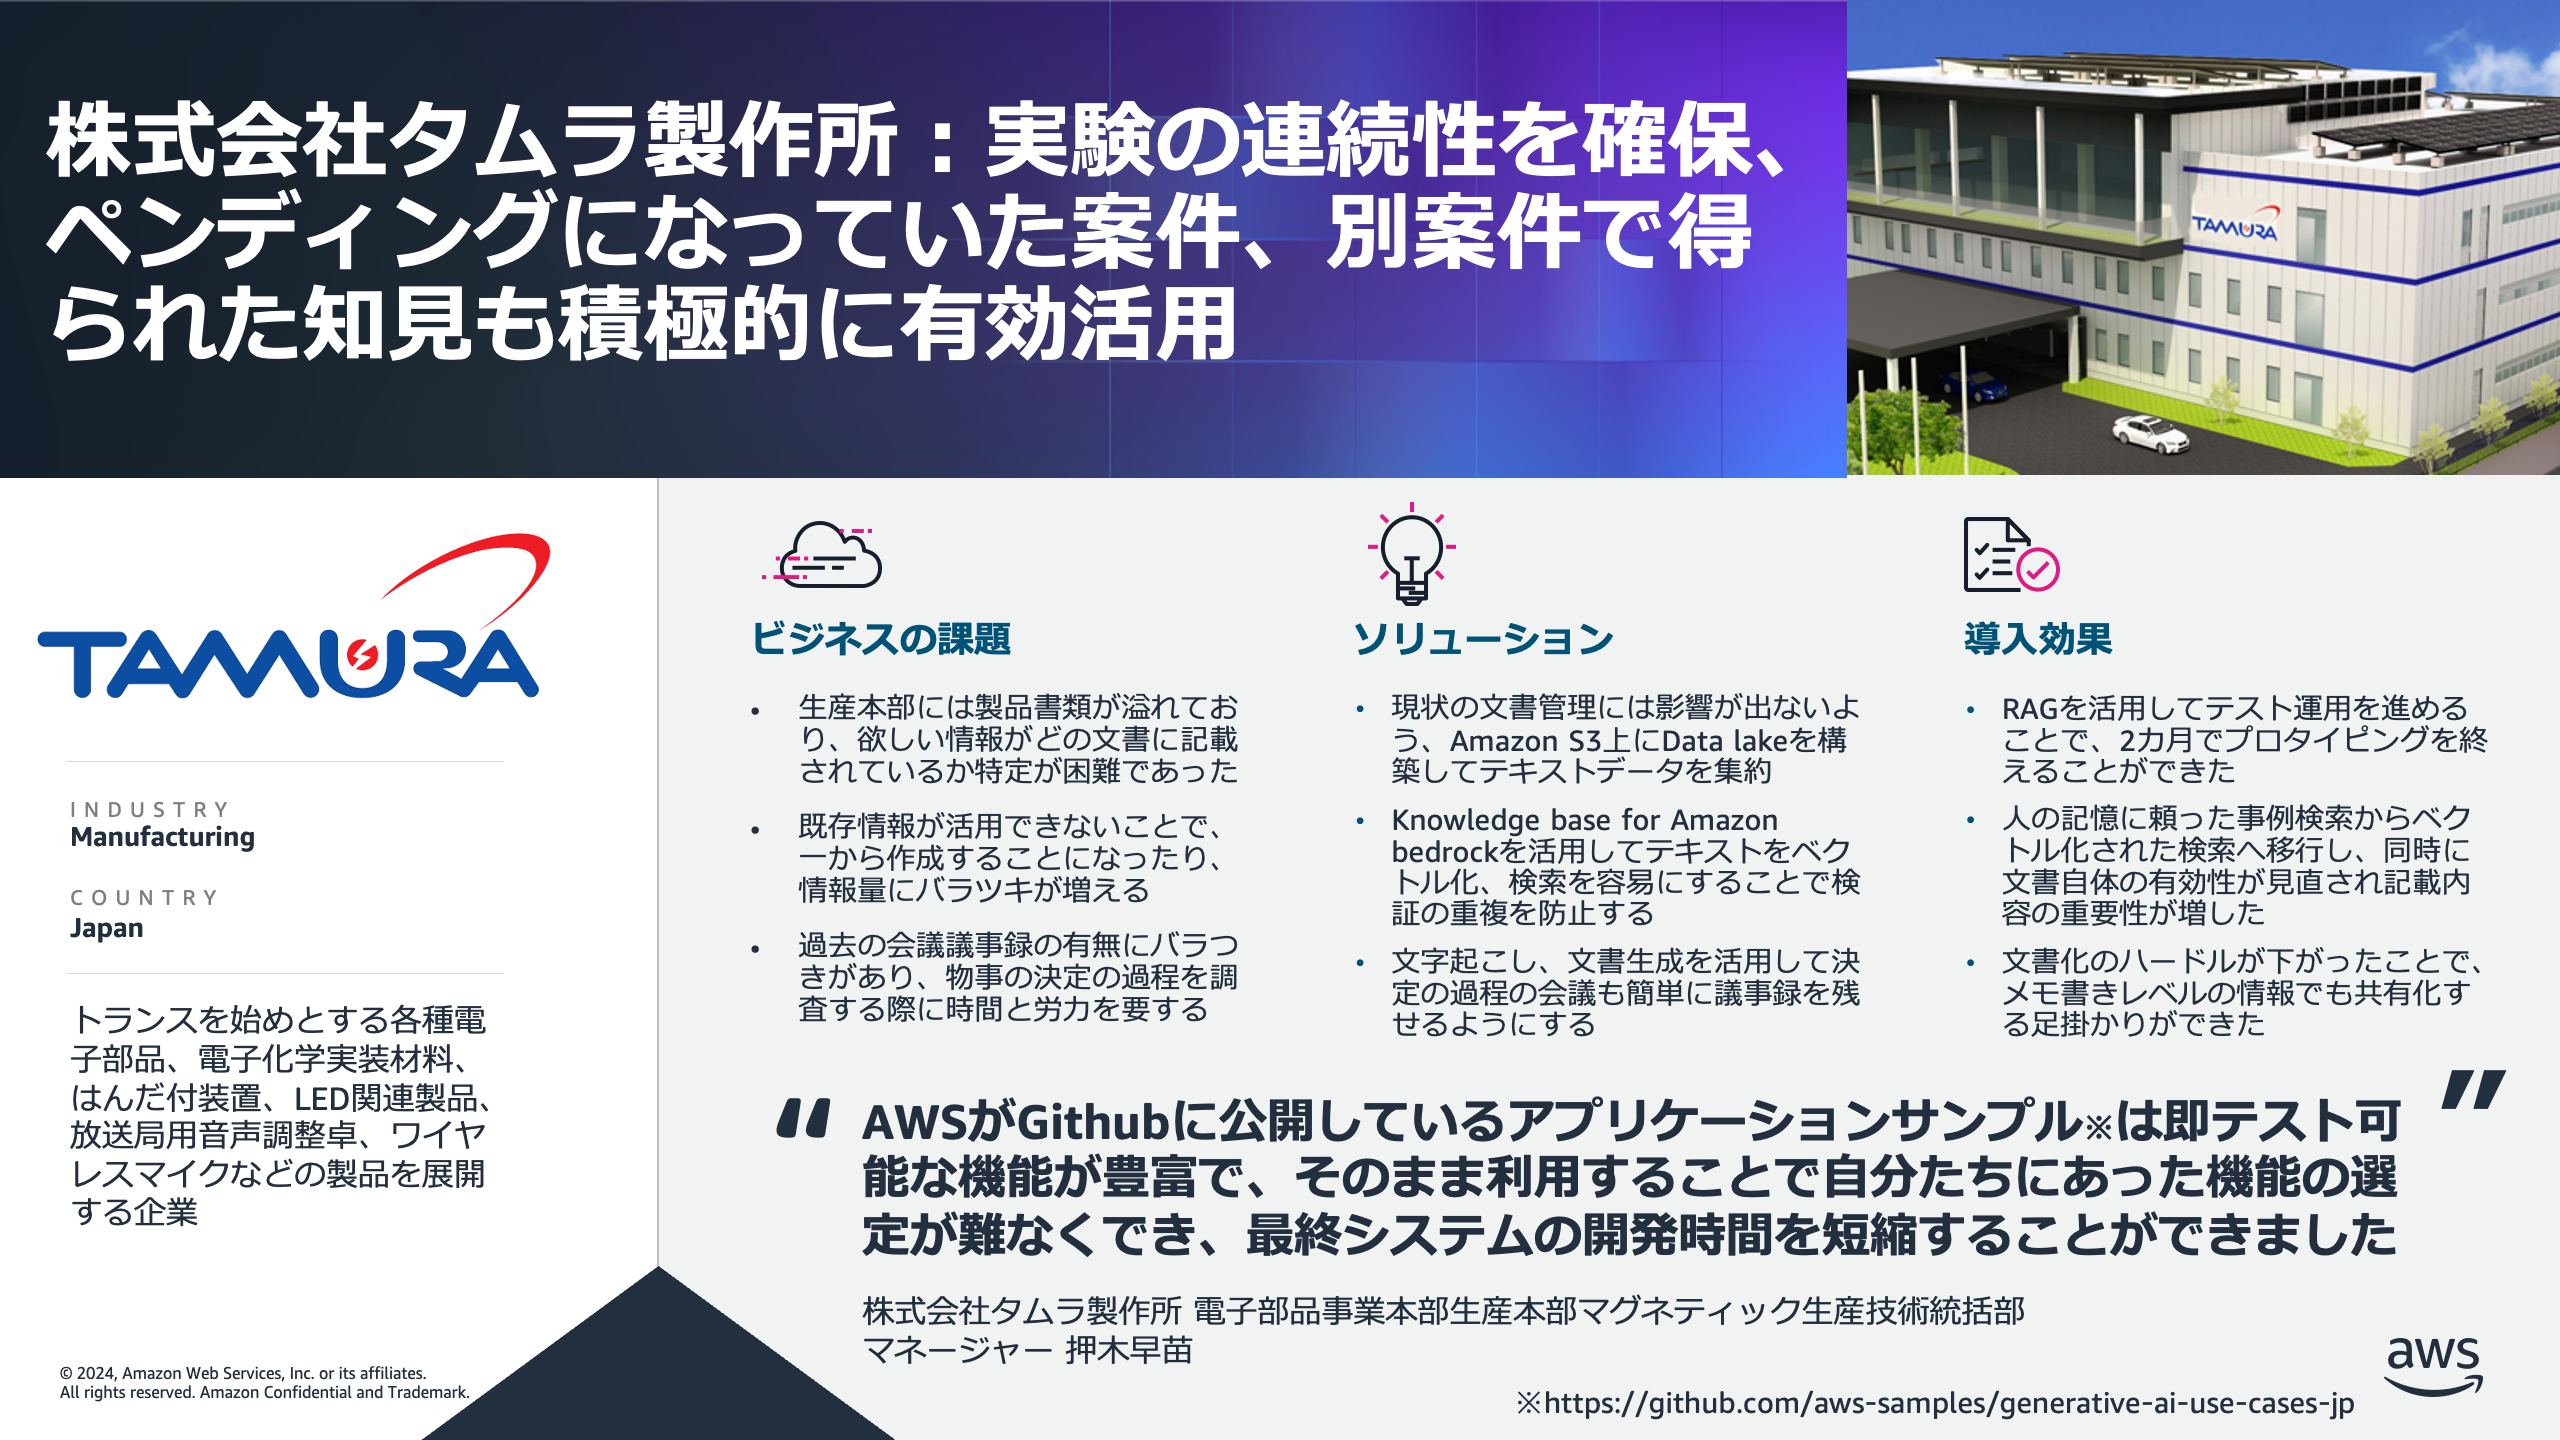 株式会社タムラ製作所：実験の連続性を確保、
ペンディングになっていた案件、別案件で得
られた知見も積極的に有効活用
TAMURA
TAMURA
INDUSTRY
Manufacturing
COUNTRY
Japan
トランスを始めとする各種電
子部品、電子化学実装材料、
はんだ付装置、LED関連製品、
放送局用音声調整卓、ワイヤ
レスマイクなどの製品を展開
する企業
ビジネスの課題
• 生産本部には製品書類が溢れてお
り、欲しい情報がどの文書に記載
されているか特定が困難であった
• 既存情報が活用できないことで、
一から作成することになったり、
情報量にバラツキが増える
• 過去の会議議事録の有無にバラつ
きがあり、物事の決定の過程を調
査する際に時間と労力を要する
ソリューション
• 現状の文書管理には影響が出ないよ
う、Amazon S3上にData lakeを構
築してテキストデータを集約
• Knowledge base for Amazon
bedrockを活用してテキストをベク
トル化、検索を容易にすることで検
証の重複を防止する
• 文字起こし、文書生成を活用して決
定の過程の会議も簡単に議事録を残
せるようにする
導入効果
• RAGを活用してテスト運用を進める
ことで、2カ月でプロタイピングを終
えることができた
• 人の記憶に頼った事例検索からベク
トル化された検索へ移行し、同時に
文書自体の有効性が見直され記載内
容の重要性が増した
• 文書化のハードルが下がったことで、
メモ書きレベルの情報でも共有化す
る足掛かりができた
“ AWSがGithubに公開しているアプリケーションサンプル※は即テスト可 ”
能な機能が豊富で、そのまま利用することで自分たちにあった機能の選
定が難なくでき、最終システムの開発時間を短縮することができました
株式会社タムラ製作所 電子部品事業本部生産本部マグネティック生産技術統括部
マネージャー 押木早苗
© 2024, Amazon Web Services, Inc. or its affiliates.
All rights reserved. Amazon Confidential and Trademark.
※https://github.com/aws-samples/generative-ai-use-cases-jp
aws